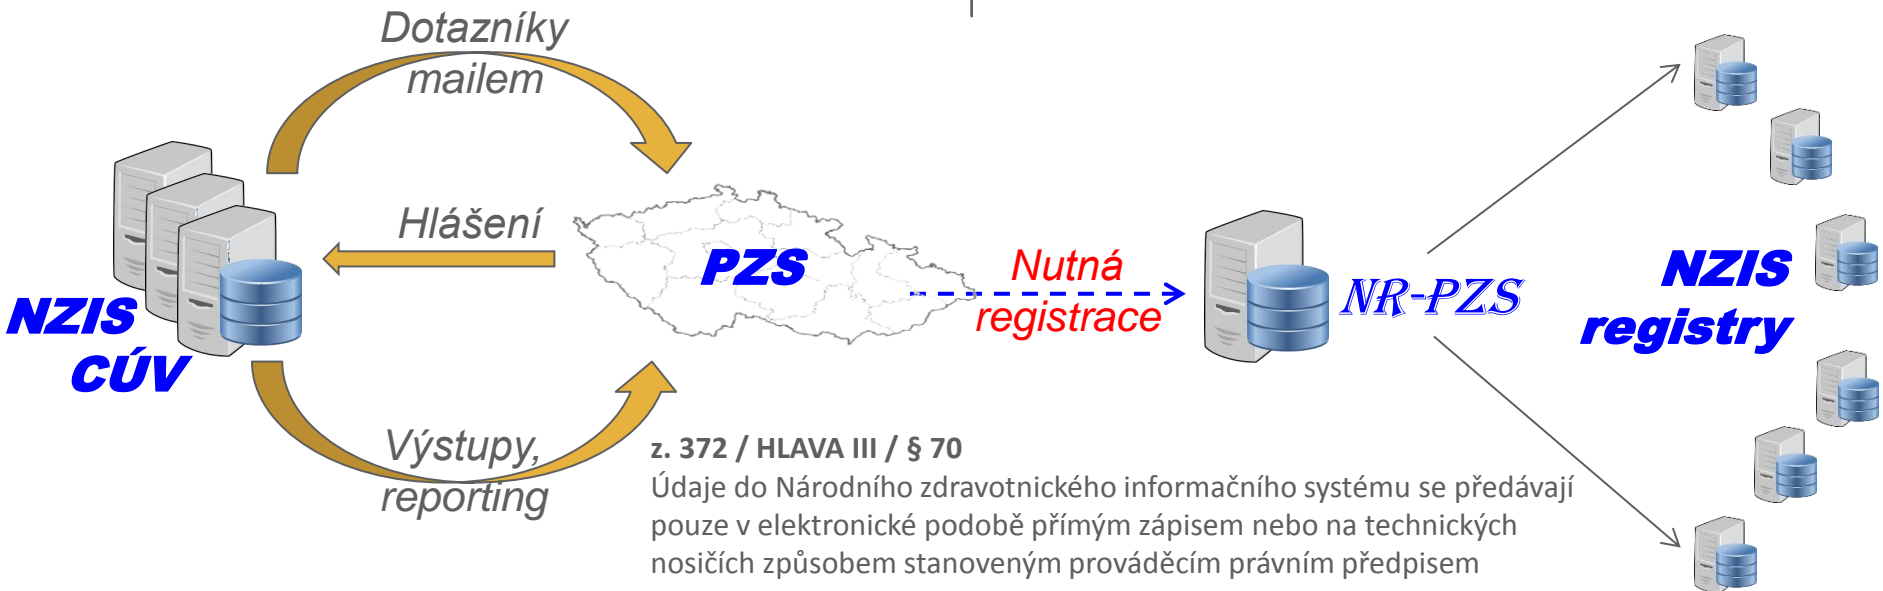 Dotazníky
mailem
Hlášení
NZIS
CÚV
PZS
Nutná
registrace
NR-PZS
NZIS
registry
Výstupy,
reporting
z. 372 / HLAVA III / § 70
Údaje do Národního zdravotnického informačního systému se předávají
pouze v elektronické podobě přímým zápisem nebo na technických
nosičích způsobem stanoveným prováděcím právním předpisem